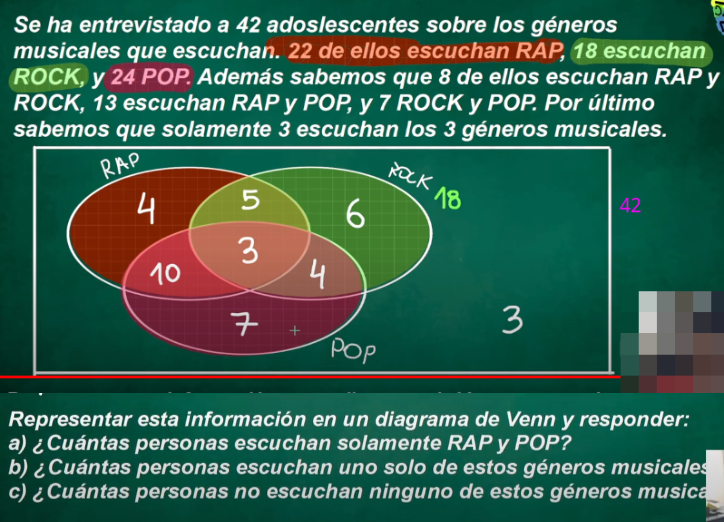 Se ha entrevistado a 42 adoslescentes sobre los géneros
musicales que escuchan. 22 de ellos escuchan RAP, 18 escuchan
ROCK, y 24 POP. Además sabemos que 8 de ellos escuchan RAP y
ROCK, 13 escuchan RAP y POP, y 7 ROCK y POP. Por último
sabemos que solamente 3 escuchan los 3 géneros musicales.
RAP
ROCK
18
42
4
5
6
3
10
4
7
3
POP
Representar esta información en un diagrama de Venn y responder:
a) ¿Cuántas personas escuchan solamente RAP y POP?
b) ¿Cuántas personas escuchan uno solo de estos géneros musicales
c) ¿Cuántas personas no escuchan ninguno de estos géneros musica